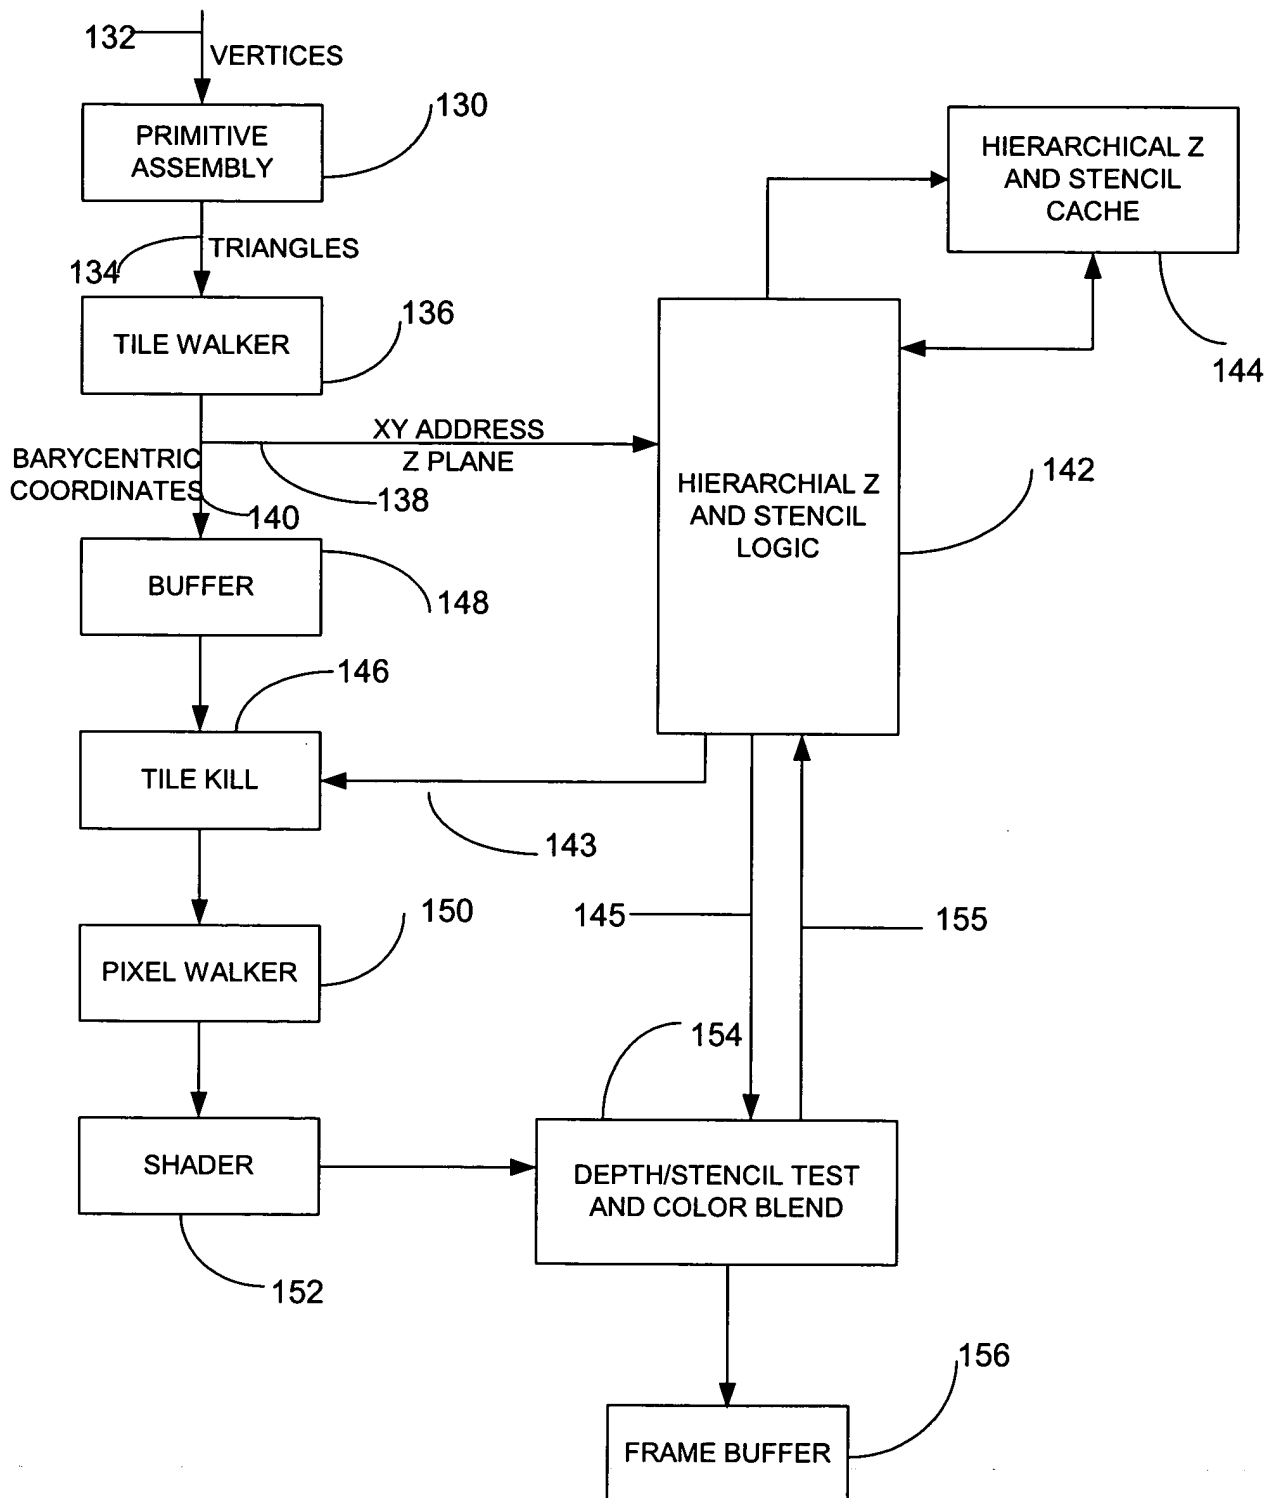 132
VERTICES
130
PRIMITIVE
ASSEMBLY
HIERARCHICAL Z
AND STENCIL
CACHE
144
134
TRIANGLES
136
TILE WALKER
XY ADDRESS
Z PLANE
138
BARYCENTRIC
COORDINATES
140
HIERARCHIAL Z
AND STENCIL
LOGIC
142
BUFFER
148
146
TILE KILL
143
145
155
150
PIXEL WALKER
154
SHADER
152
DEPTH/STENCIL TEST
AND COLOR BLEND
156
FRAME BUFFER